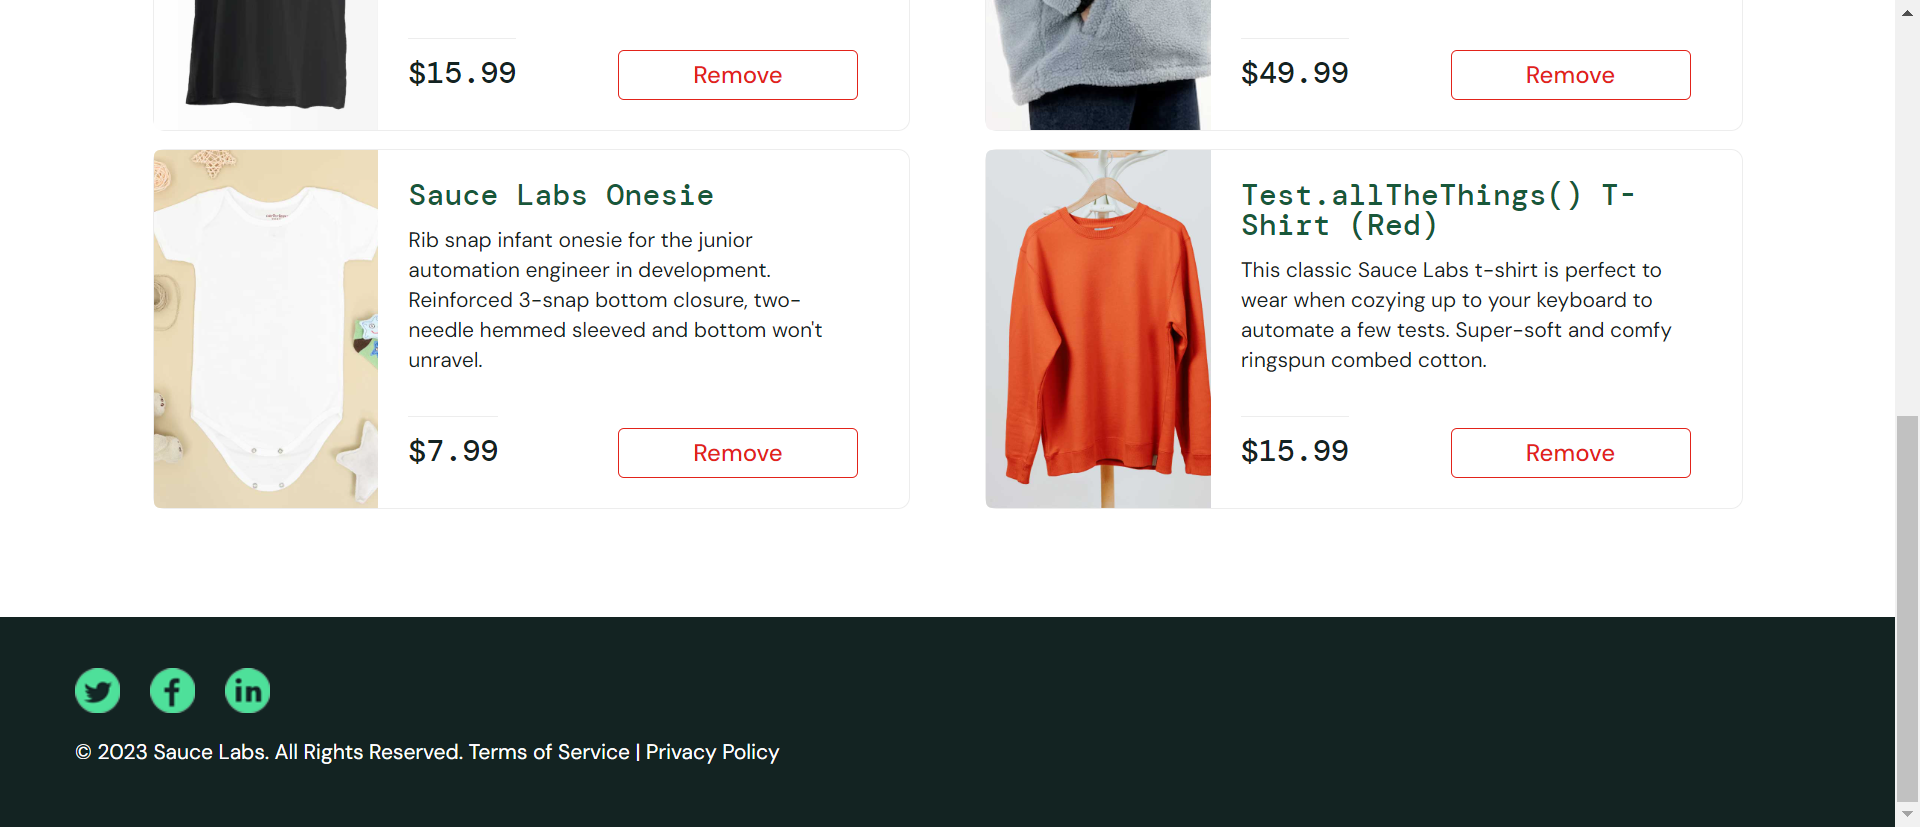 $15.99
Remove
$49.99
Remove
Sauce Labs Onesie
Rib snap infant onesie for the junior
automation engineer in development.
Reinforced 3-snap bottom closure, two-
needle hemmed sleeved and bottom won't
unravel.
$7.99
Remove
Test.allTheThings() T-
Shirt (Red)
This classic Sauce Labs t-shirt is perfect to
wear when cozying up to your keyboard to
automate a few tests. Super-soft and comfy
ringspun combed cotton.
$15.99
Remove
© 2023 Sauce Labs. All Rights Reserved. Terms of Service | Privacy Policy